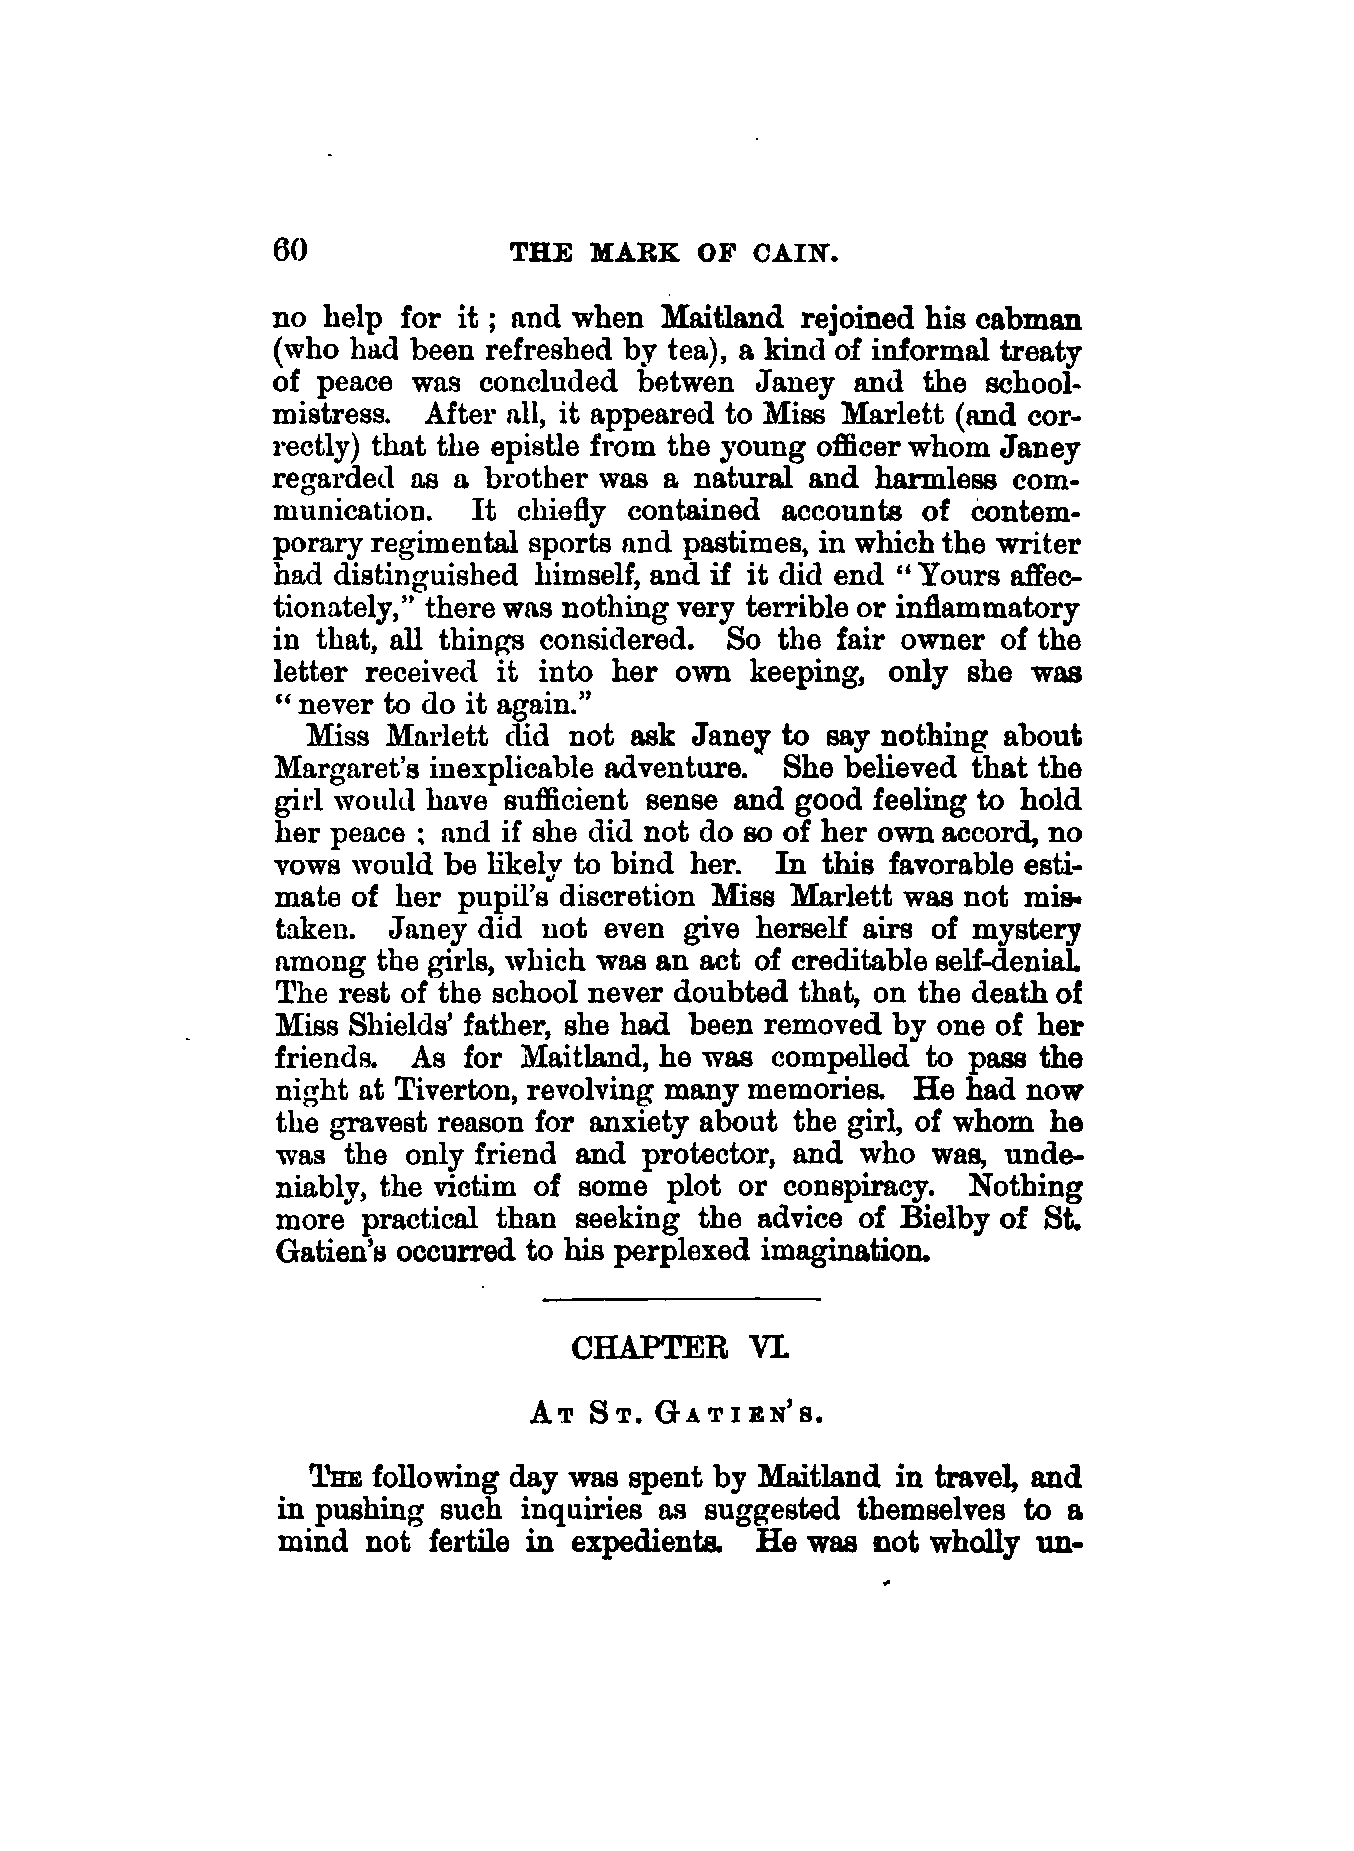 60 THE MARK OF CAIN.
no help for it ; and when Maitland rejoined his cabman
(who had been refreshed by tea), a kind of informal treaty
of peace was concluded betwen Janey and the school-
mistress. After all, it appeared to Miss Marlett (and cor-
rectly) that the epistle from the young officer whom Janey
regarded as a brother was a natural and harmless com-
munication. It chiefly contained accounts of contem-
porary regimental sports and pastimes, in which the writer
had distinguished himself, and if it did end “Yours affec-
tionately,” there was nothing very terrible or inflammatory
in that, all things considered. So the fair owner of the
letter received it into her own keeping, only she was
“never to do it again.”
Miss Marlett did not ask Janey to say nothing about
Margaret’s inexplicable adventure. She believed that the
girl would have sufficient sense and good feeling to hold
her peace ; and if she did not do so of her own accord, no
vows would be likely to bind her. In this favorable esti-
mate of her pupil’s discretion Miss Marlett was not mis-
taken. Janey did not even give herself airs of mystery
among the girls, which was an act of creditable self-denial.
The rest of the school never doubted that, on the death of
Miss Shields’ father, she had been removed by one of her
friends. As for Maitland, he was compelled to pass the
night at Tiverton, revolving many memories. He had now
the gravest reason for anxiety about the girl, of whom he
was the only friend and protector, and who was, unde-
niably, the victim of some plot or conspiracy. Nothing
more practical than seeking the advice of Bielby of St.
Gatien’s occurred to his perplexed imagination.
CHAPTER VI.
AT ST. GATIEN’S.
THE following day was spent by Maitland in travel, and
in pushing such inquiries as suggested themselves to a
mind not fertile in expedients. He was not wholly un-